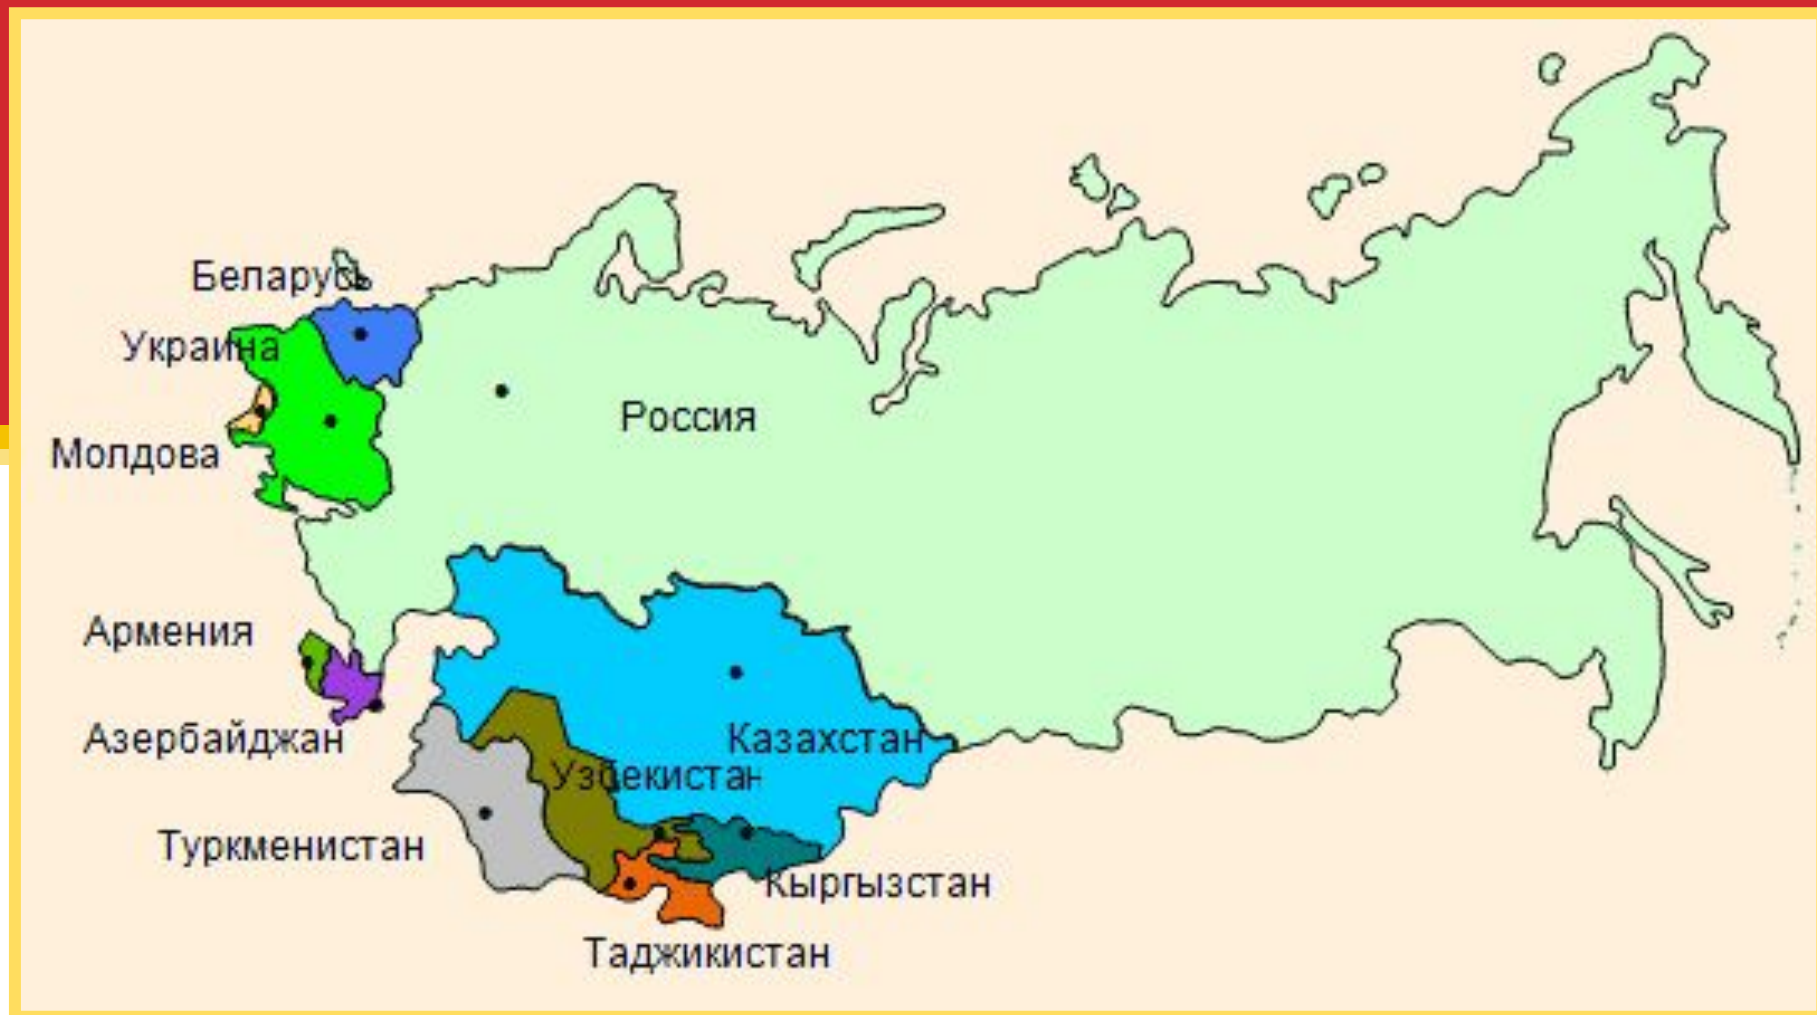 Беларусь
Украина
Россия
Молдова
Армения
Азербайджан
Казахстан
Узбекистан
Туркменистан
Кыргызстан
Таджикистан